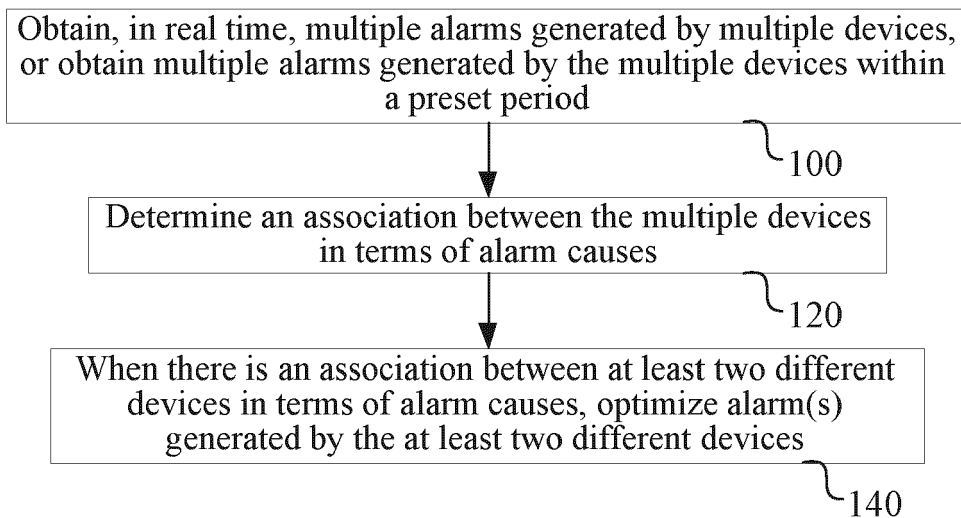 Obtain, in real time, multiple alarms generated by multiple devices,
or obtain multiple alarms generated by the multiple devices within
a preset period
100
Determine an association between the multiple devices
in terms of alarm causes
120
When there is an association between at least two different
devices in terms of alarm causes, optimize alarm(s)
generated by the at least two different devices
140